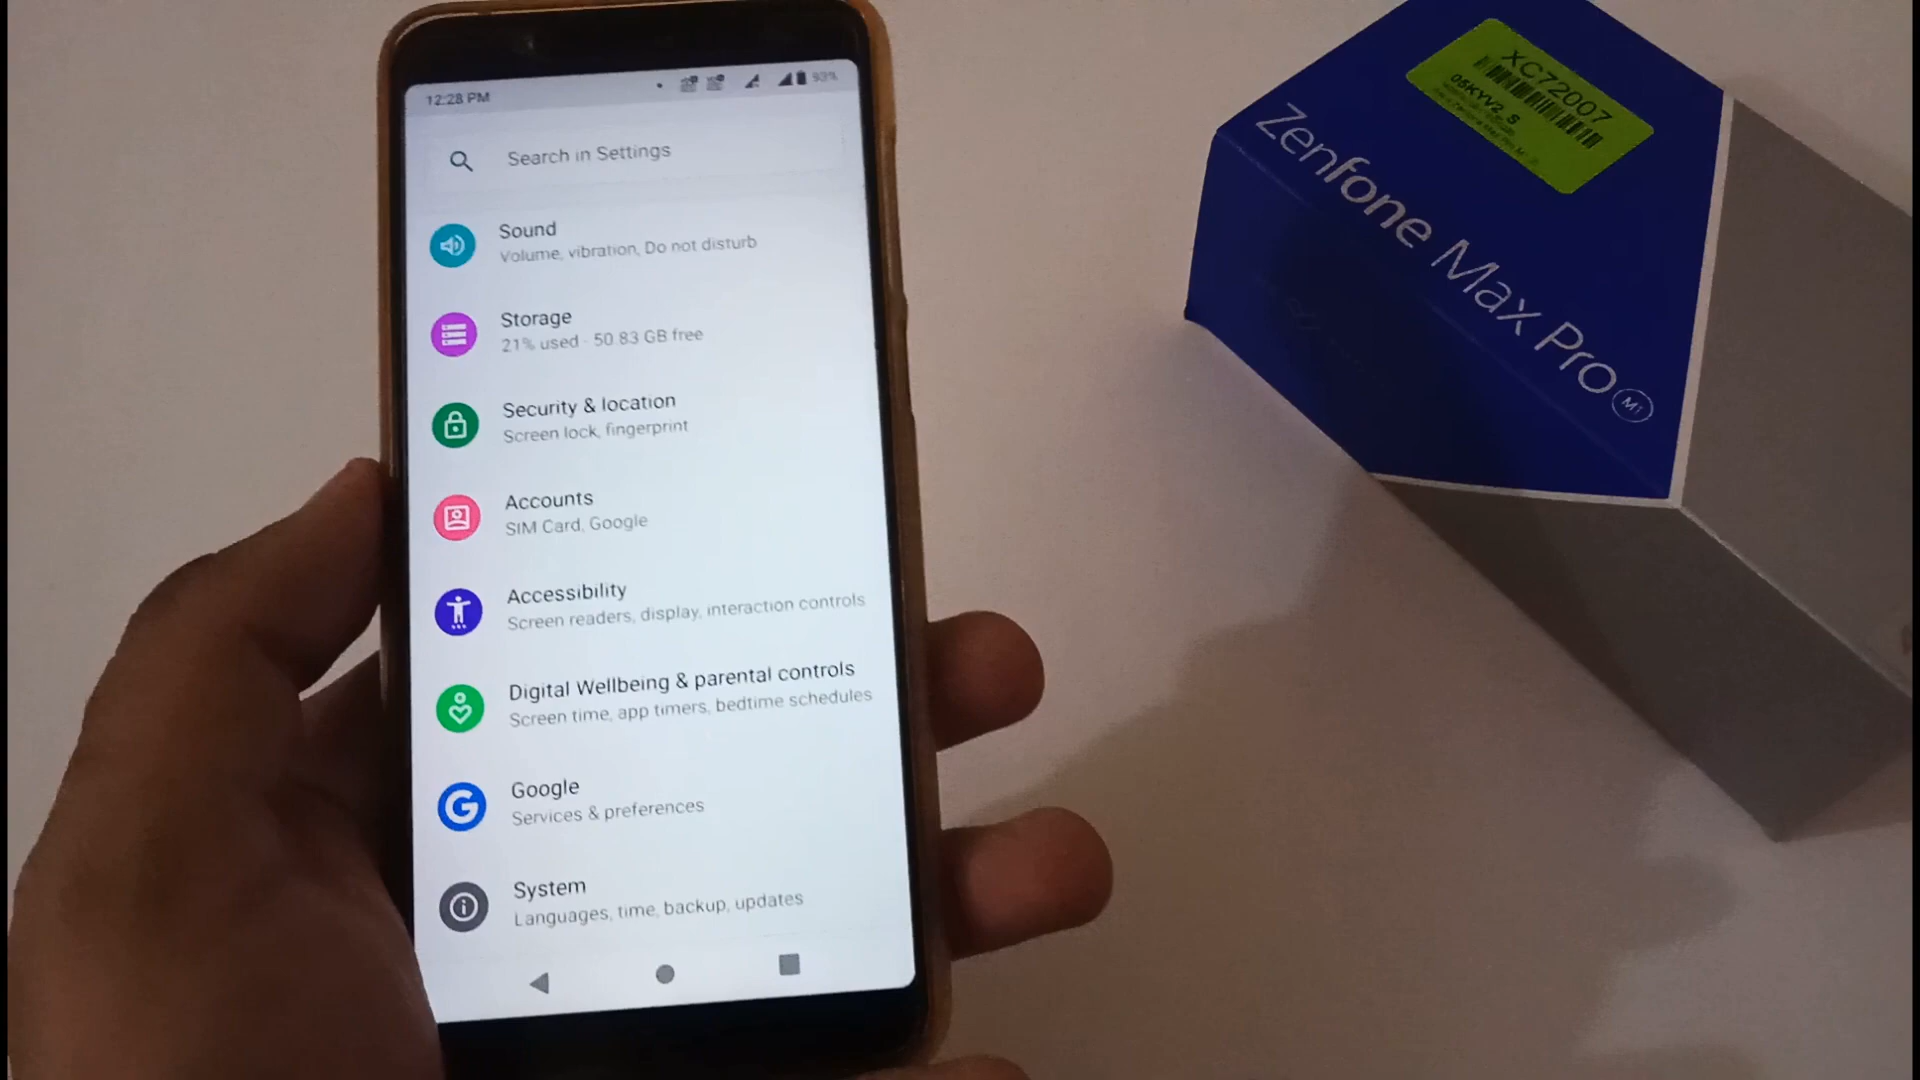 12:28 PM
93%
Search in Settings
Sound
Volume, vibration, Do not disturb
Storage
21% used - 50.83 GB free
Security & location
Screen lock, fingerprint
Accounts
SIM Card, Google
Accessibility
Screen readers, display, interaction controls
Digital Wellbeing & parental controls
Screen time, app timers, bedtime schedules
Google
Services & preferences
System
Languages, time, backup, updates
XC72007
05KYV2_S
Zenfone Max Pro M1